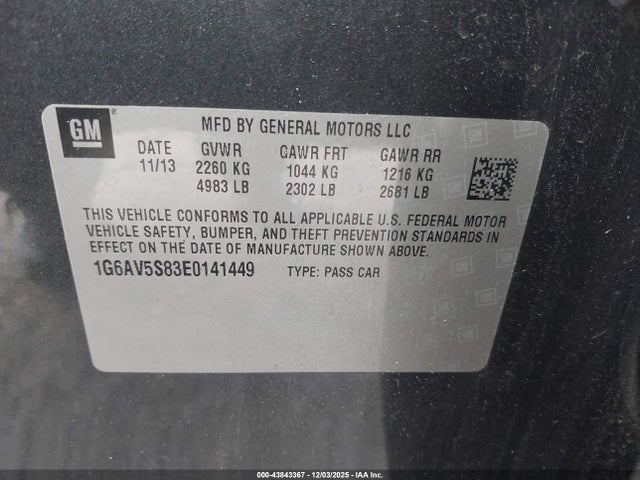 GM
MFD BY GENERAL MOTORS LLC
DATE GVWR GAWR FRT GAWR RR
11/13 2260 KG 1044 KG 1216 KG
4983 LB 2302 LB 2681 LB
THIS VEHICLE CONFORMS TO ALL APPLICABLE U.S. FEDERAL MOTOR
VEHICLE SAFETY, BUMPER, AND THEFT PREVENTION STANDARDS IN
EFFECT ON THE DATE OF MANUFACTURE SHOWN ABOVE.
1G6AV5S83E0141449 TYPE: PASS CAR
000-43843367 - 12/03/2025 - IAA Inc.